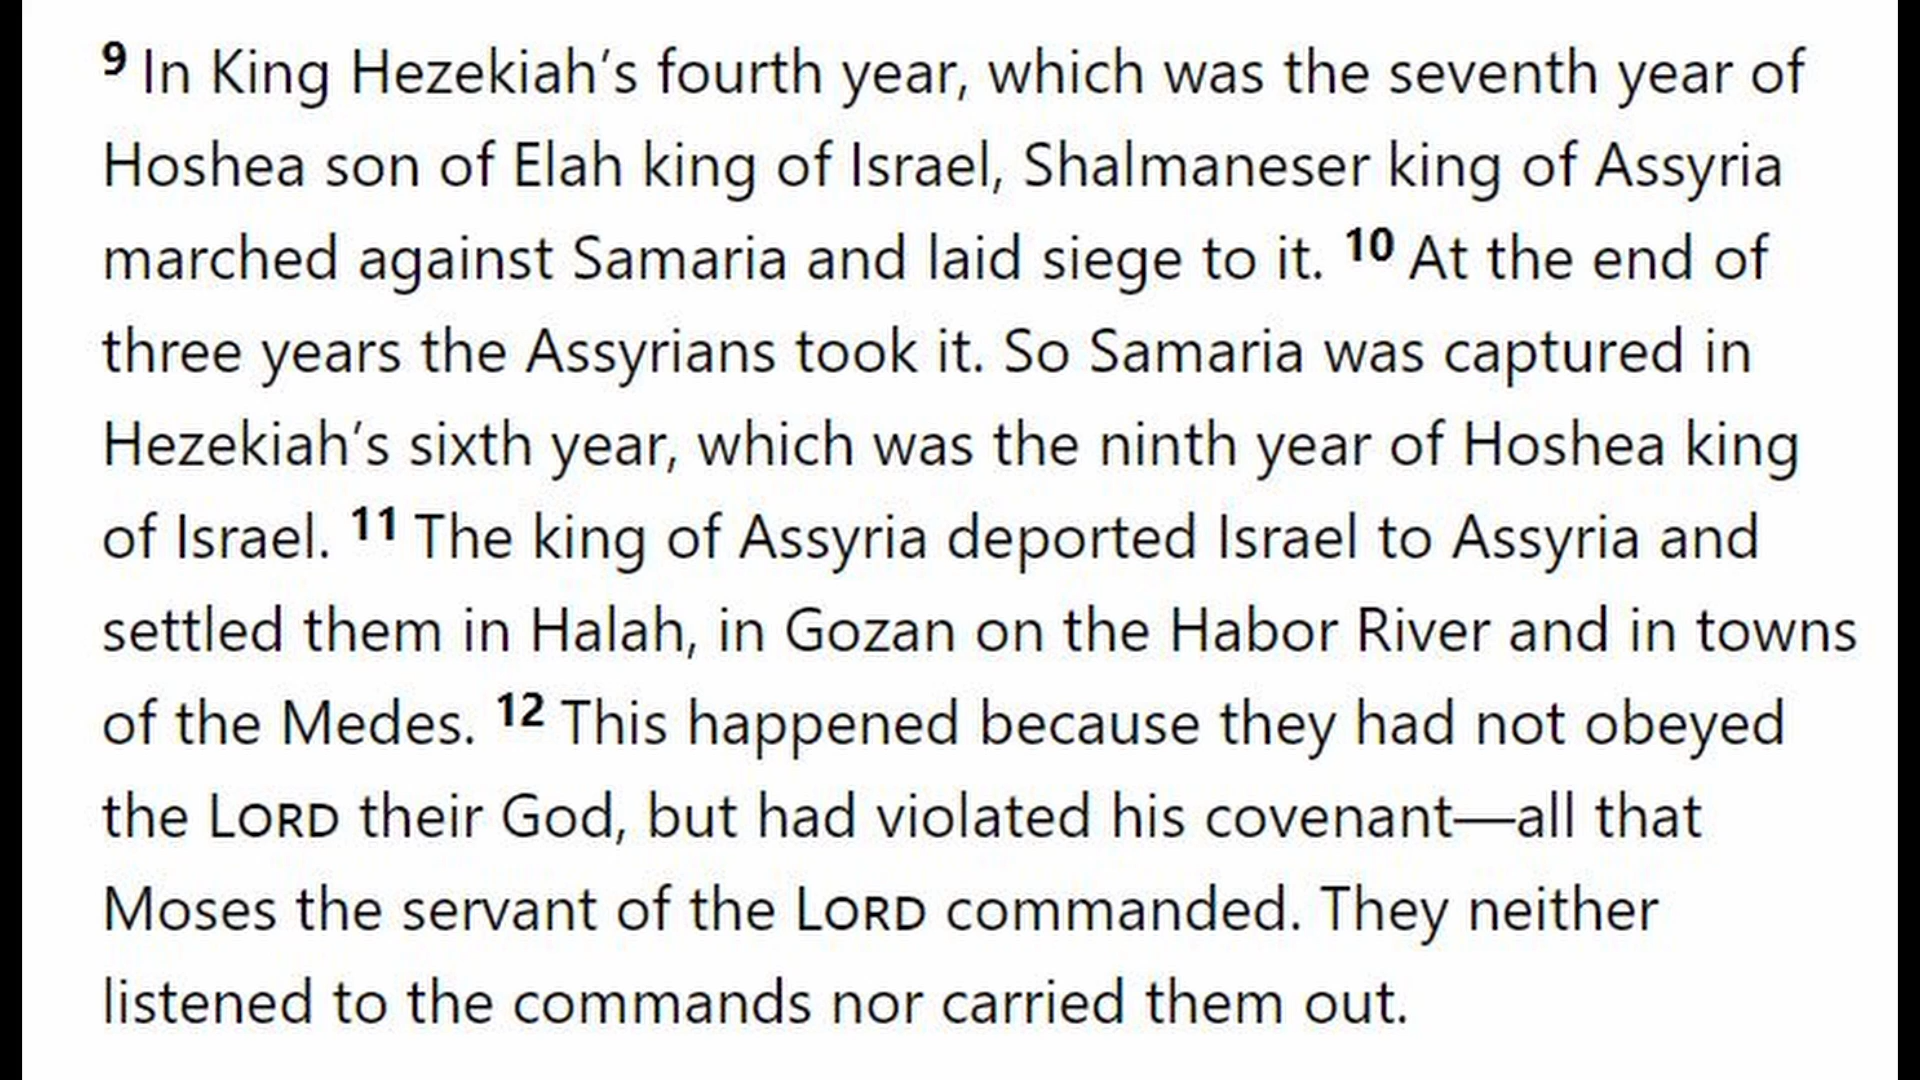 9 In King Hezekiah’s fourth year, which was the seventh year of
Hoshea son of Elah king of Israel, Shalmaneser king of Assyria
marched against Samaria and laid siege to it. 10 At the end of
three years the Assyrians took it. So Samaria was captured in
Hezekiah’s sixth year, which was the ninth year of Hoshea king
of Israel. 11 The king of Assyria deported Israel to Assyria and
settled them in Halah, in Gozan on the Habor River and in towns
of the Medes. 12 This happened because they had not obeyed
the LORD their God, but had violated his covenant—all that
Moses the servant of the LORD commanded. They neither
listened to the commands nor carried them out.